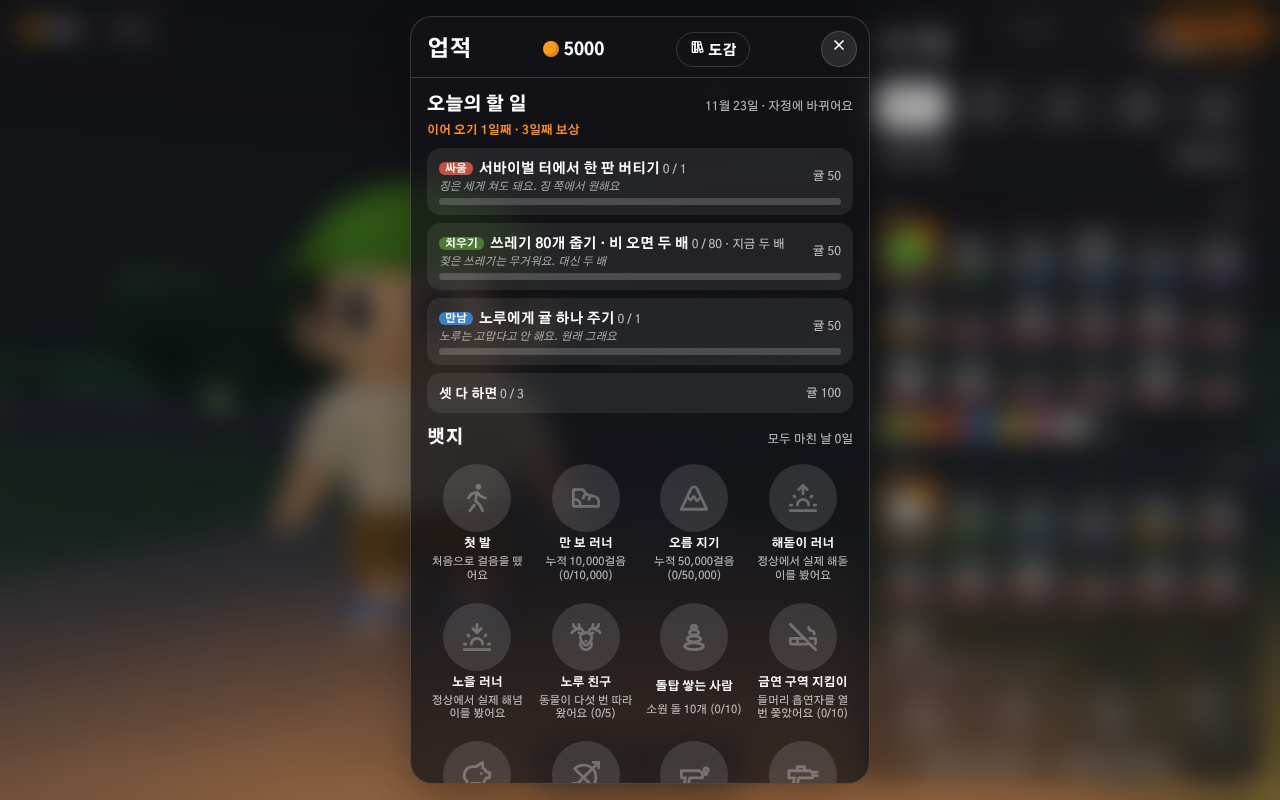 업적
5000
도감
오늘의 할 일
11월 23일 · 자정에 바뀌어요
이어 오기 1일째 · 3일째 보상
싸움 서바이벌 터에서 한 판 버티기 0 / 1
귤 50
징은 세게 쳐도 돼요. 징 쪽에서 원해요
치우기 쓰레기 80개 줍기 · 비 오면 두 배 0 / 80 · 지금 두 배
귤 50
젖은 쓰레기는 무거워요. 대신 두 배
만남 노루에게 귤 하나 주기 0 / 1
귤 50
노루는 고맙다고 안 해요. 원래 그래요
셋 다 하면 0 / 3
귤 100
뱃지
모두 마친 날 0일
첫 발
처음으로 걸음을 뗐
어요
만 보 러너
누적 10,000걸음
(0/10,000)
오름 지기
누적 50,000걸음
(0/50,000)
해돋이 러너
정상에서 실제 해돋
이를 봤어요
노을 러너
정상에서 실제 해넘
이를 봤어요
노루 친구
동물이 다섯 번 따라
왔어요 (0/5)
돌탑 쌓는 사람
소원 돌 10개 (0/10)
금연 구역 지킴이
들머리 흡연자를 열
번 쫓았어요 (0/10)